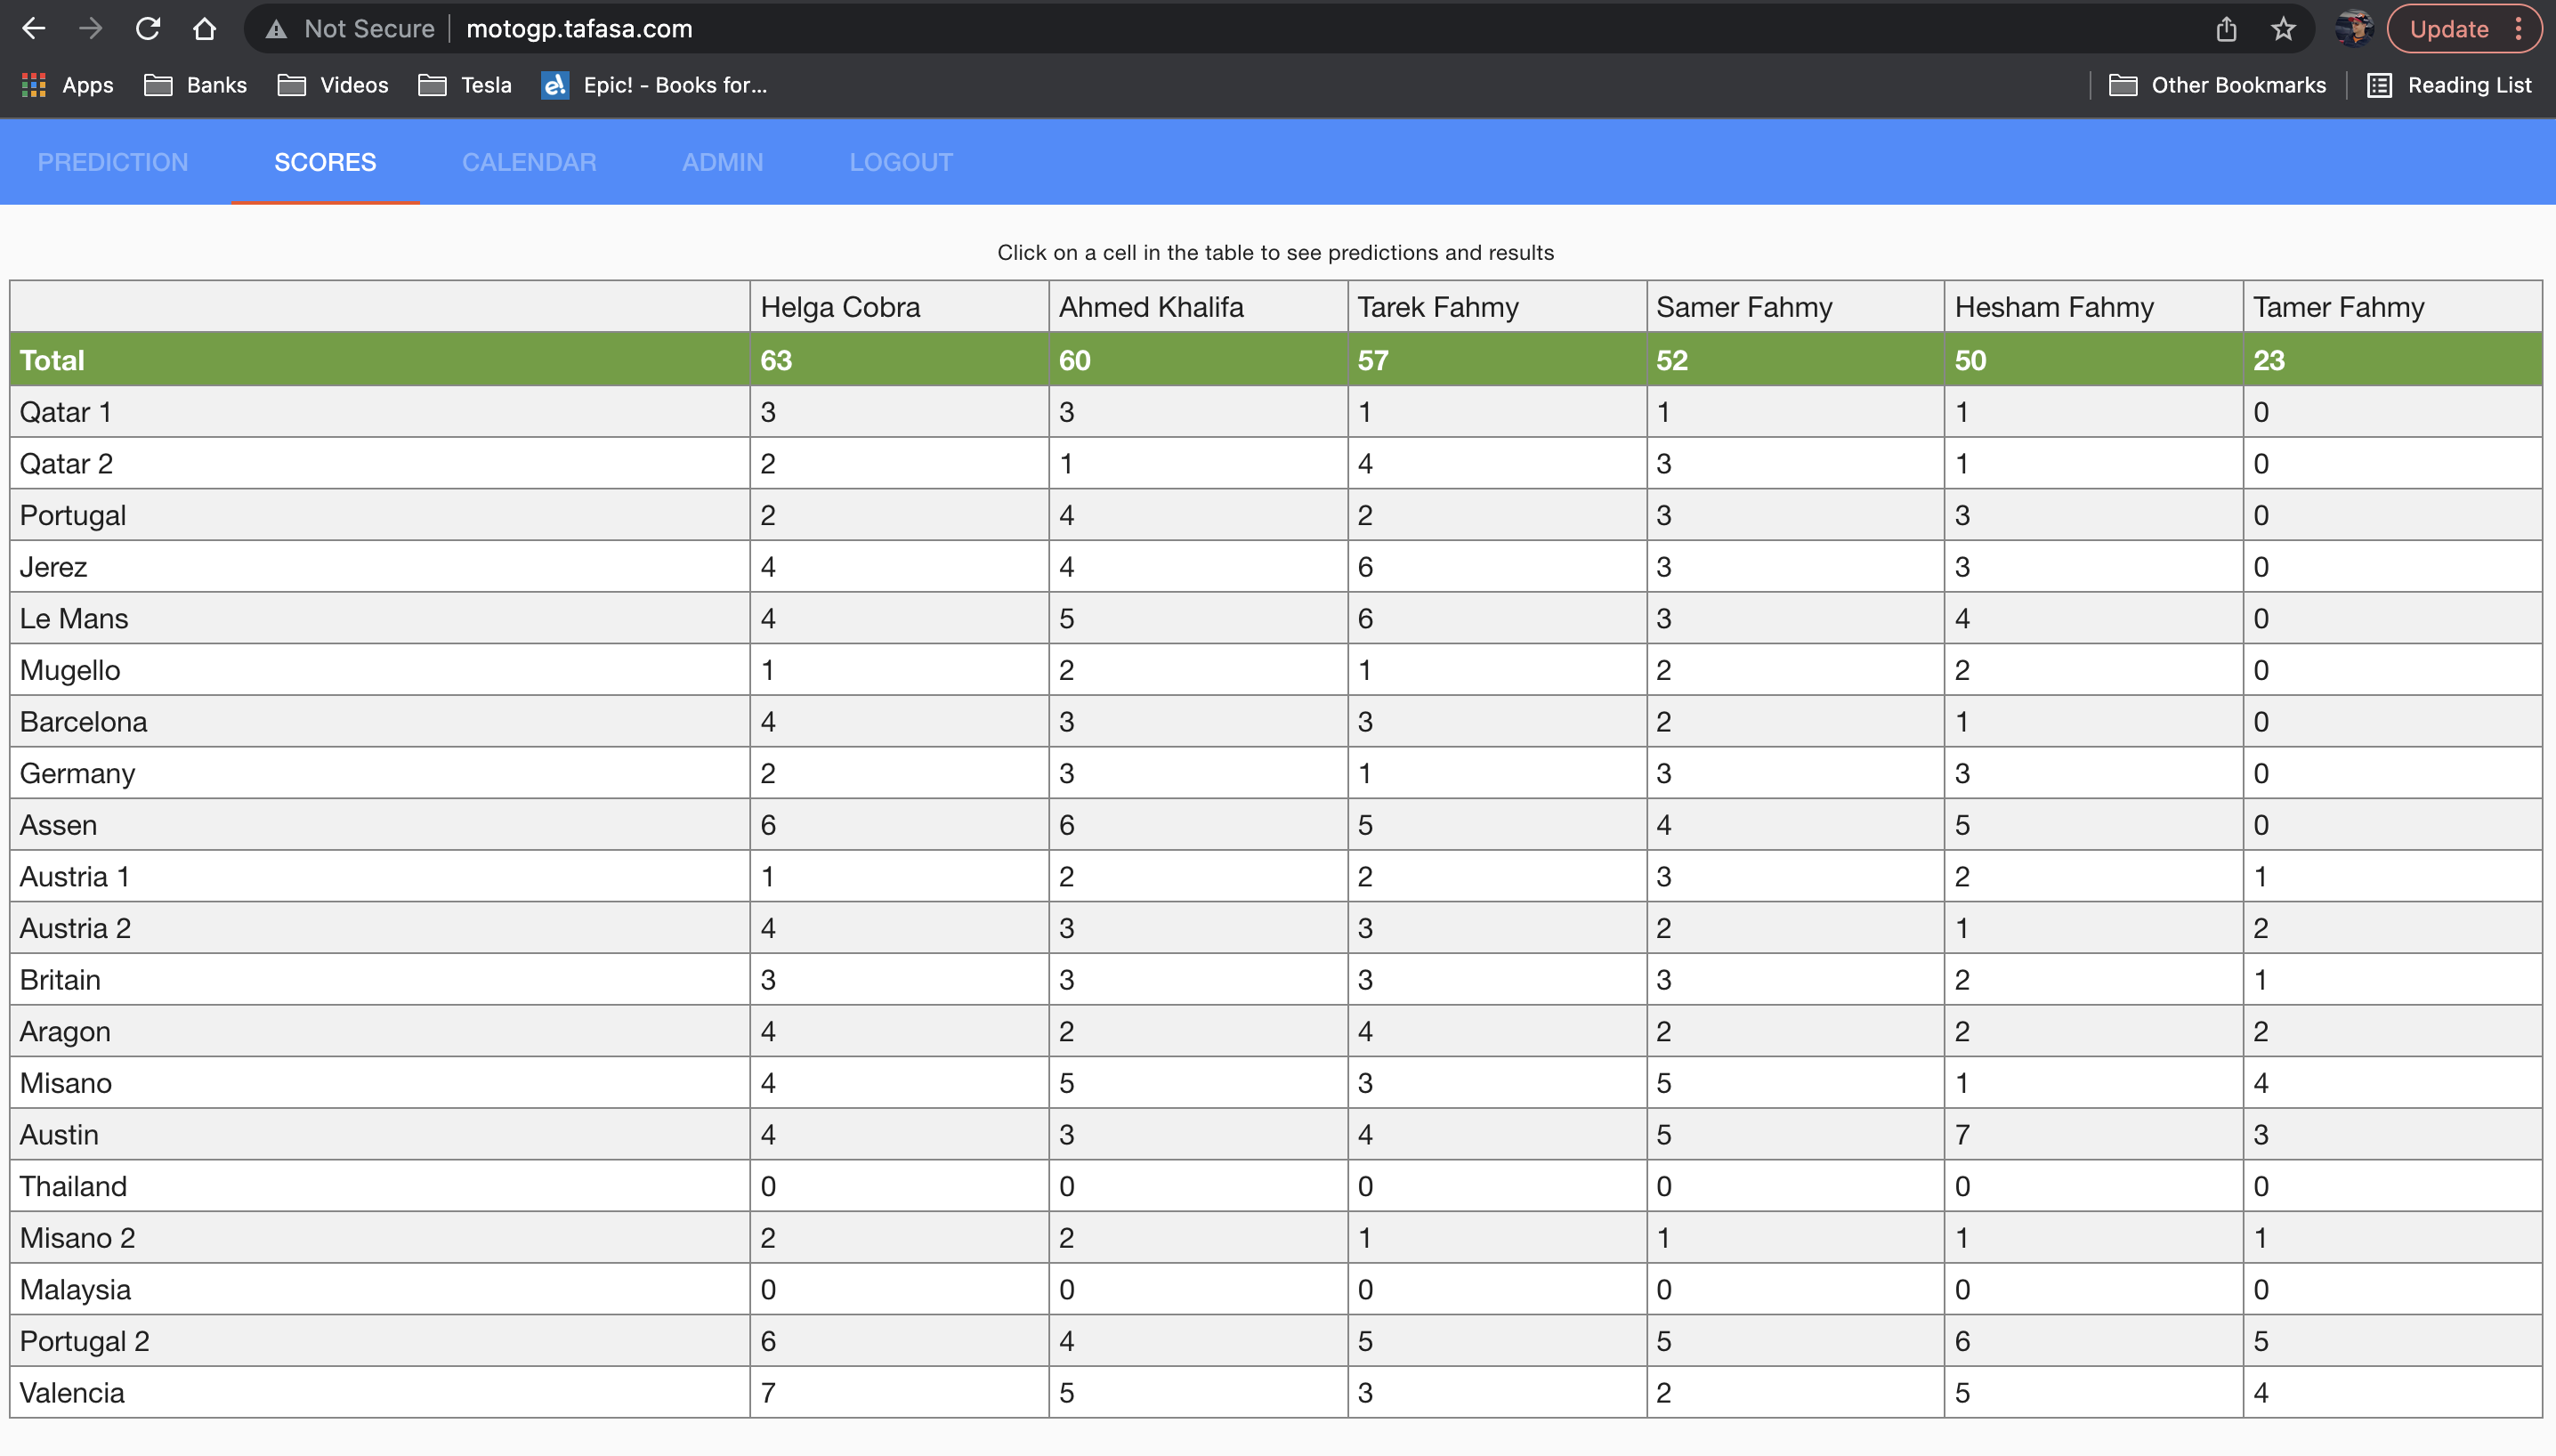 Not Secure motogp.tafasa.com Update
Apps Banks Videos Tesla e! Epic! - Books for... Other Bookmarks Reading List
PREDICTION SCORES CALENDAR ADMIN LOGOUT
Click on a cell in the table to see predictions and results
Helga Cobra Ahmed Khalifa Tarek Fahmy Samer Fahmy Hesham Fahmy Tamer Fahmy
Total 63 60 57 52 50 23
Qatar 1 3 3 1 1 1 0
Qatar 2 2 1 4 3 1 0
Portugal 2 4 2 3 3 0
Jerez 4 4 6 3 3 0
Le Mans 4 5 6 3 4 0
Mugello 1 2 1 2 2 0
Barcelona 4 3 3 2 1 0
Germany 2 3 1 3 3 0
Assen 6 6 5 4 5 0
Austria 1 1 2 2 3 2 1
Austria 2 4 3 3 2 1 2
Britain 3 3 3 3 2 1
Aragon 4 2 4 2 2 2
Misano 4 5 3 5 1 4
Austin 4 3 4 5 7 3
Thailand 0 0 0 0 0 0
Misano 2 2 2 1 1 1 1
Malaysia 0 0 0 0 0 0
Portugal 2 6 4 5 5 6 5
Valencia 7 5 3 2 5 4